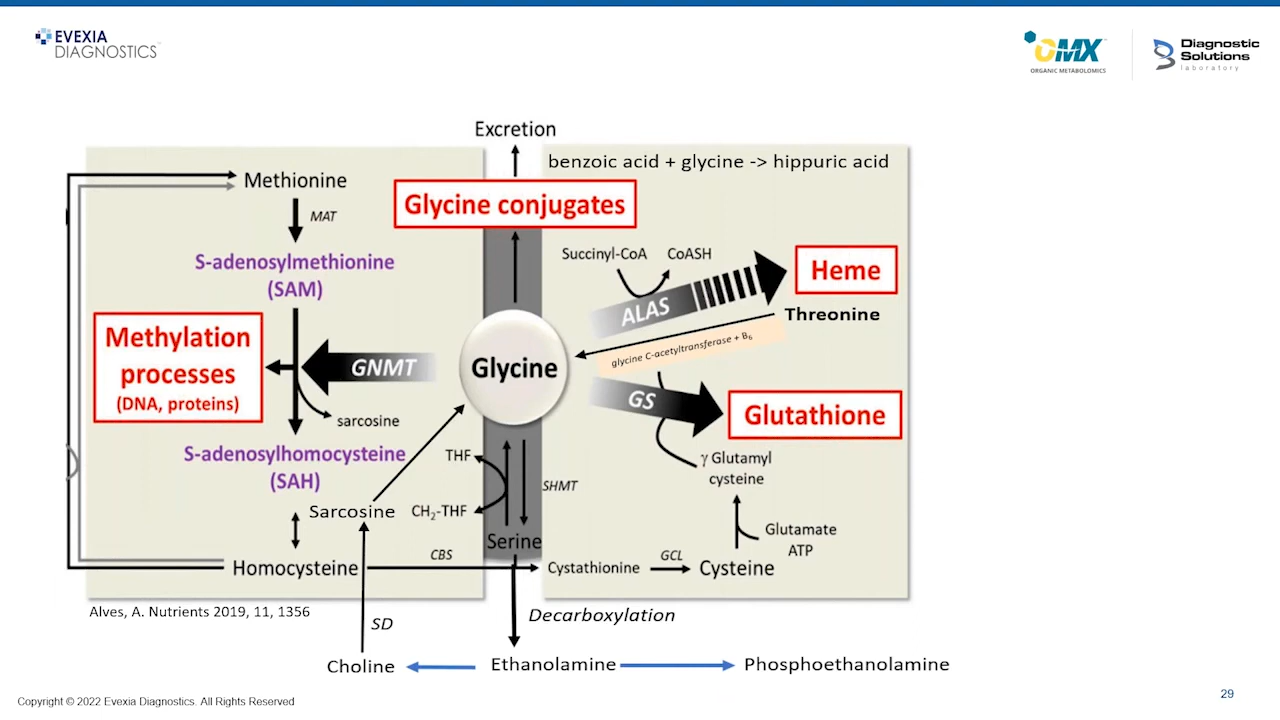 EVEXIA
DIAGNOSTICS
OMX
ORGANIC METABOLOMICS
Diagnostic
Solutions
laboratory
Excretion
benzoic acid + glycine -> hippuric acid
Methionine
Glycine conjugates
MAT
Succinyl-CoA CoASH
S-adenosylmethionine
(SAM)
Heme
ALAS
Threonine
Methylation
processes
(DNA, proteins)
glycine C-acetyltransferase + B6
GNMT
Glycine
GS
Glutathione
sarcosine
S-adenosylhomocysteine
(SAH)
THF
γ Glutamyl
cysteine
SHMT
Sarcosine
CH2-THF
Glutamate
ATP
Serine
CBS
GCL
Homocysteine
Cystathionine
Cysteine
Alves, A. Nutrients 2019, 11, 1356
SD
Decarboxylation
Choline
Ethanolamine
Phosphoethanolamine
Copyright © 2022 Evexia Diagnostics. All Rights Reserved
29